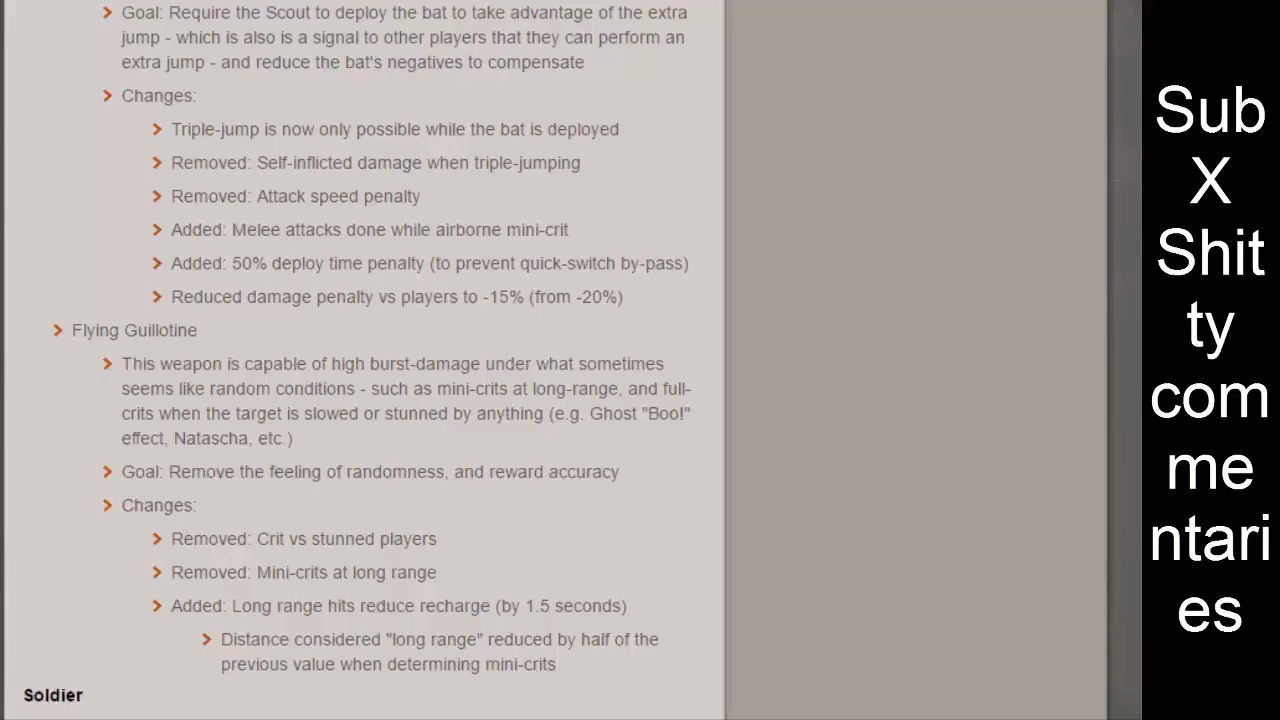 Goal: Require the Scout to deploy the bat to take advantage of the extra
jump - which is also is a signal to other players that they can perform an
extra jump - and reduce the bat's negatives to compensate
Changes:
Triple-jump is now only possible while the bat is deployed
Removed: Self-inflicted damage when triple-jumping
Removed: Attack speed penalty
Added: Melee attacks done while airborne mini-crit
Added: 50% deploy time penalty (to prevent quick-switch by-pass)
Reduced damage penalty vs players to -15% (from -20%)
Flying Guillotine
This weapon is capable of high burst-damage under what sometimes
seems like random conditions - such as mini-crits at long-range, and full-
crits when the target is slowed or stunned by anything (e.g. Ghost "Boo!"
effect, Natascha, etc.)
Goal: Remove the feeling of randomness, and reward accuracy
Changes:
Removed: Crit vs stunned players
Removed: Mini-crits at long range
Added: Long range hits reduce recharge (by 1.5 seconds)
Distance considered "long range" reduced by half of the
previous value when determining mini-crits
Soldier
Sub
X
Shit
ty
com
me
ntari
es